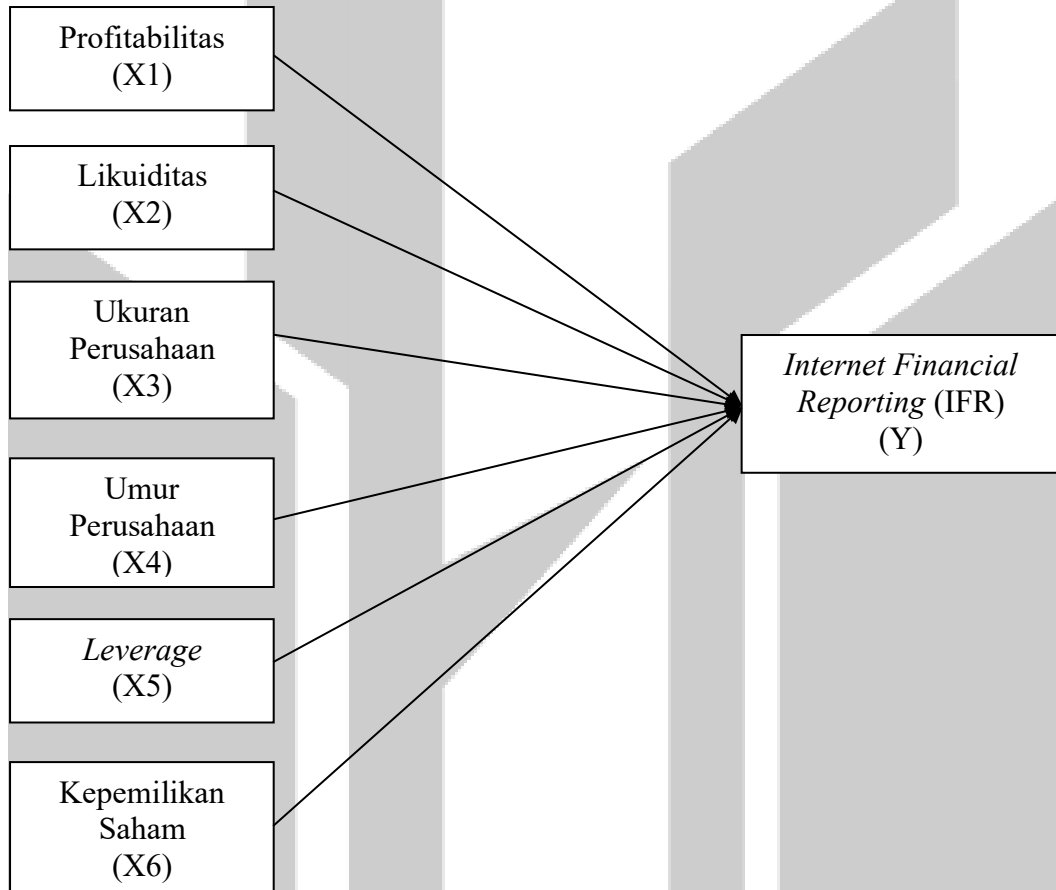 Profitabilitas
(X1)
Likuiditas
(X2)
Ukuran
Perusahaan
(X3)
Umur
Perusahaan
(X4)
Leverage
(X5)
Kepemilikan
Saham
(X6)
Internet Financial
Reporting (IFR)
(Y)